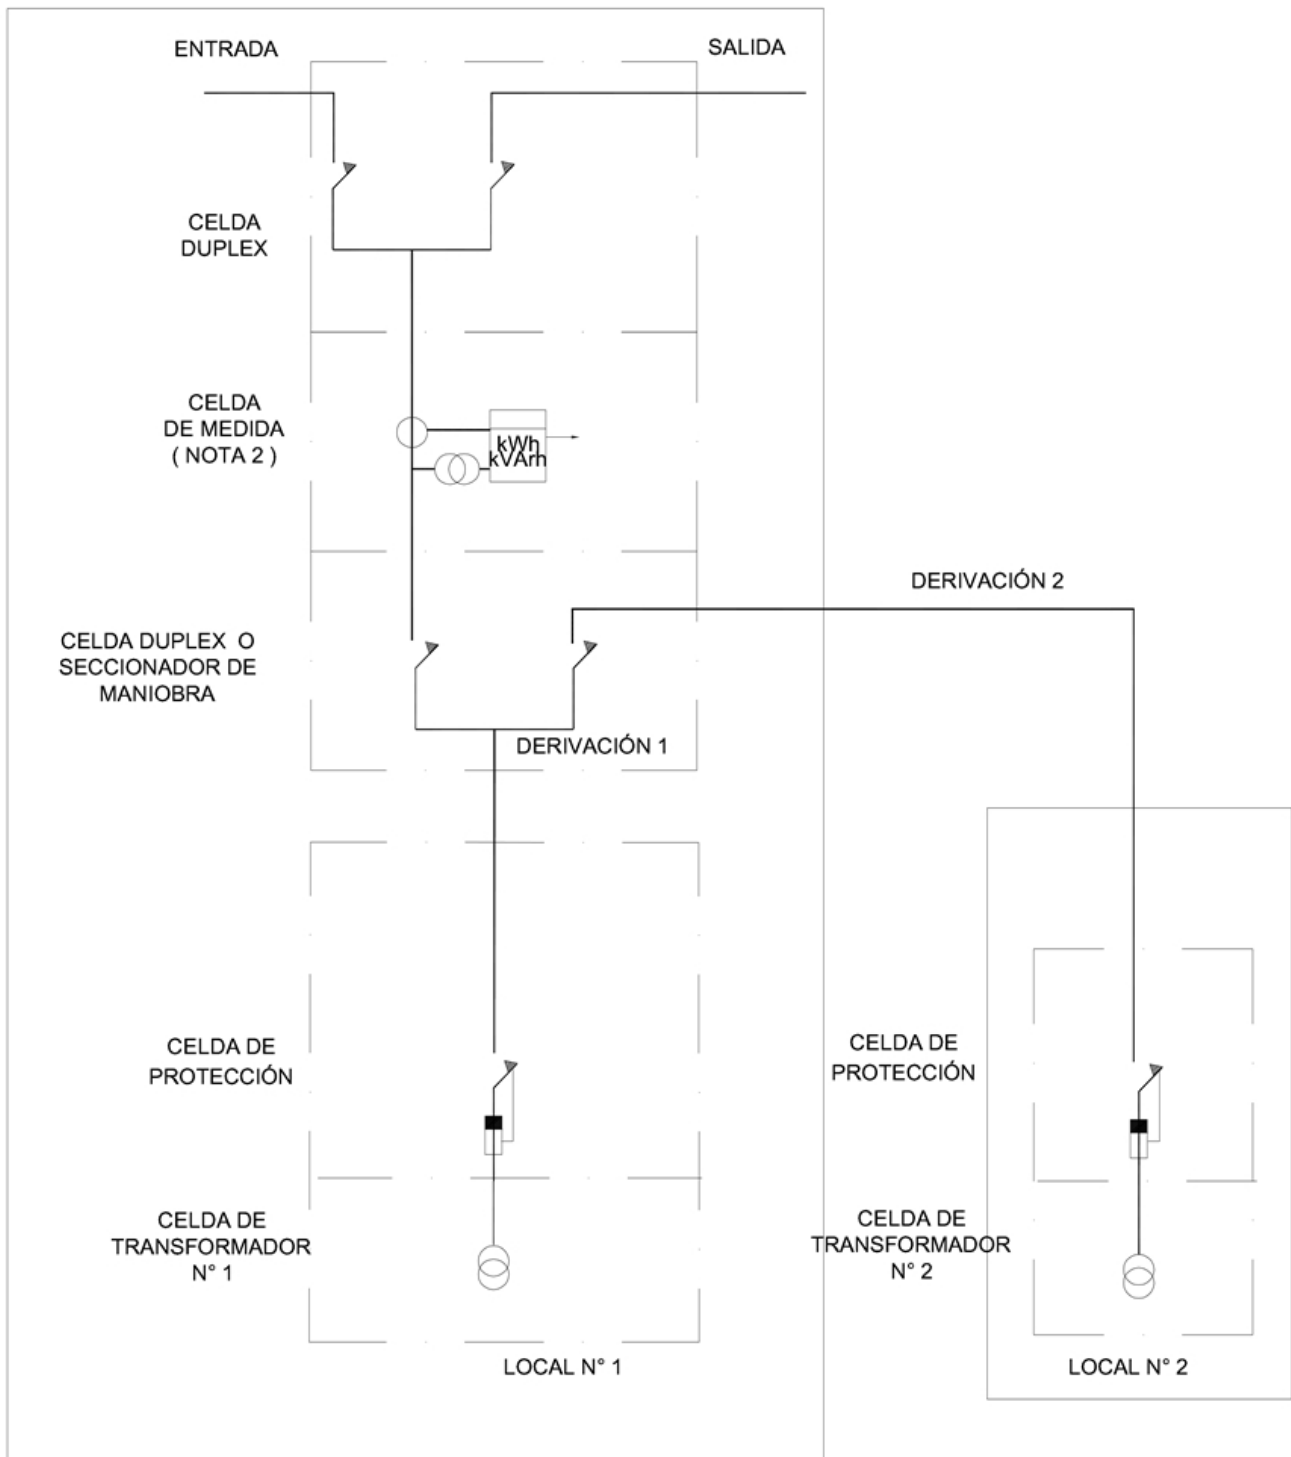 ENTRADA
SALIDA
CELDA
DUPLEX
CELDA
DE MEDIDA
( NOTA 2 )
kWh
kVArh
DERIVACIÓN 2
CELDA DUPLEX O
SECCIONADOR DE
MANIOBRA
DERIVACIÓN 1
CELDA DE
PROTECCIÓN
CELDA DE
PROTECCIÓN
CELDA DE
TRANSFORMADOR
N° 1
CELDA DE
TRANSFORMADOR
N° 2
LOCAL N° 1
LOCAL N° 2